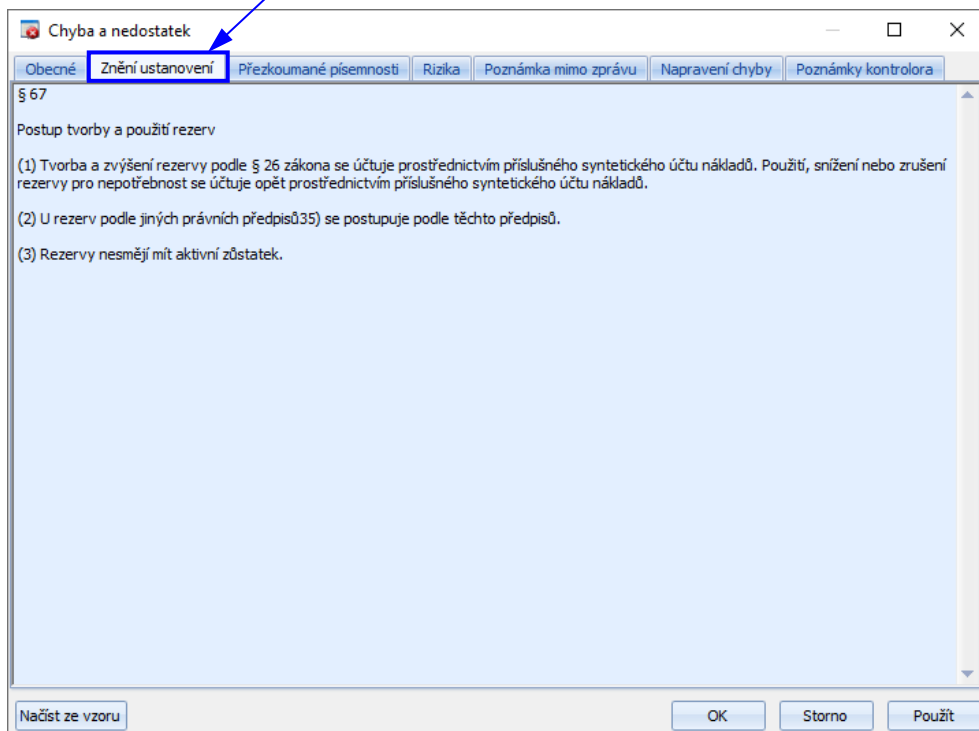 Chyba a nedostatek
Obecné Znění ustanovení Přezkoumané písemnosti Rizika Poznámka mimo zprávu Napravení chyby Poznámky kontrolora
§ 67
Postup tvorby a použití rezerv
(1) Tvorba a zvýšení rezervy podle § 26 zákona se účtuje prostřednictvím příslušného syntetického účtu nákladů. Použití, snížení nebo zrušení
rezervy pro nepotřebnost se účtuje opět prostřednictvím příslušného syntetického účtu nákladů.
(2) U rezerv podle jiných právních předpisů35) se postupuje podle těchto předpisů.
(3) Rezervy nesmějí mít aktivní zůstatek.
Načíst ze vzoru OK Storno Použít